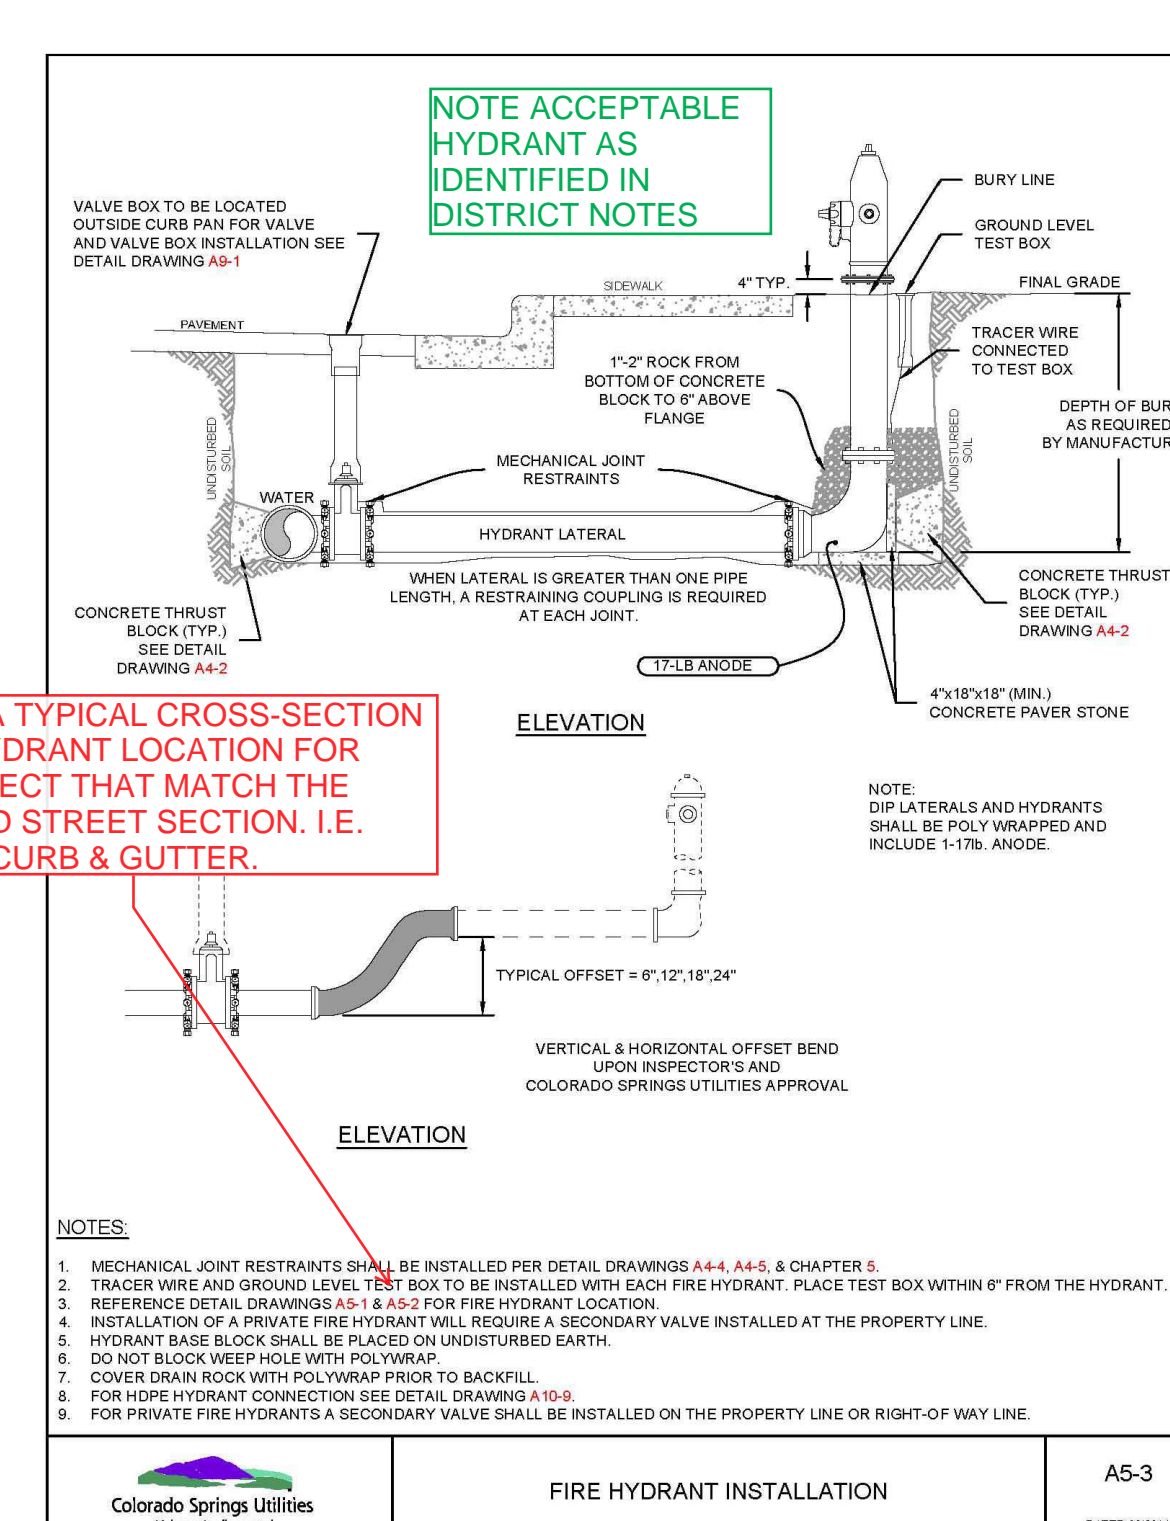 NOTE ACCEPTABLE
HYDRANT AS
IDENTIFIED IN
DISTRICT NOTES
VALVE BOX TO BE LOCATED
OUTSIDE CURB PAN FOR VALVE
AND VALVE BOX INSTALLATION SEE
DETAIL DRAWING A9-1
BURY LINE
GROUND LEVEL
TEST BOX
SIDEWALK
4" TYP.
FINAL GRADE
PAVEMENT
TRACER WIRE
CONNECTED
TO TEST BOX
1"-2" ROCK FROM
BOTTOM OF CONCRETE
BLOCK TO 6" ABOVE
FLANGE
DEPTH OF BUR
AS REQUIRED
BY MANUFACTUR
UNDISTURBED
SOIL
UNDISTURBED
SOIL
MECHANICAL JOINT
RESTRAINTS
WATER
HYDRANT LATERAL
WHEN LATERAL IS GREATER THAN ONE PIPE
LENGTH, A RESTRAINING COUPLING IS REQUIRED
AT EACH JOINT.
CONCRETE THRUST
BLOCK (TYP.)
SEE DETAIL
DRAWING A4-2
CONCRETE THRUST
BLOCK (TYP.)
SEE DETAIL
DRAWING A4-2
17-LB ANODE
4"x18"x18" (MIN.)
CONCRETE PAVER STONE
ELEVATION
A TYPICAL CROSS-SECTION
YDRANT LOCATION FOR
ECT THAT MATCH THE
D STREET SECTION. I.E.
CURB & GUTTER.
NOTE:
DIP LATERALS AND HYDRANTS
SHALL BE POLY WRAPPED AND
INCLUDE 1-17lb. ANODE.
TYPICAL OFFSET = 6",12",18",24"
VERTICAL & HORIZONTAL OFFSET BEND
UPON INSPECTOR'S AND
COLORADO SPRINGS UTILITIES APPROVAL
ELEVATION
NOTES:
1. MECHANICAL JOINT RESTRAINTS SHALL BE INSTALLED PER DETAIL DRAWINGS A4-4, A4-5, & CHAPTER 5.
2. TRACER WIRE AND GROUND LEVEL TEST BOX TO BE INSTALLED WITH EACH FIRE HYDRANT. PLACE TEST BOX WITHIN 6" FROM THE HYDRANT.
3. REFERENCE DETAIL DRAWINGS A5-1 & A5-2 FOR FIRE HYDRANT LOCATION.
4. INSTALLATION OF A PRIVATE FIRE HYDRANT WILL REQUIRE A SECONDARY VALVE INSTALLED AT THE PROPERTY LINE.
5. HYDRANT BASE BLOCK SHALL BE PLACED ON UNDISTURBED EARTH.
6. DO NOT BLOCK WEEP HOLE WITH POLYWRAP.
7. COVER DRAIN ROCK WITH POLYWRAP PRIOR TO BACKFILL.
8. FOR HDPE HYDRANT CONNECTION SEE DETAIL DRAWING A10-9.
9. FOR PRIVATE FIRE HYDRANTS A SECONDARY VALVE SHALL BE INSTALLED ON THE PROPERTY LINE OR RIGHT-OF WAY LINE.
Colorado Springs Utilities
FIRE HYDRANT INSTALLATION
A5-3